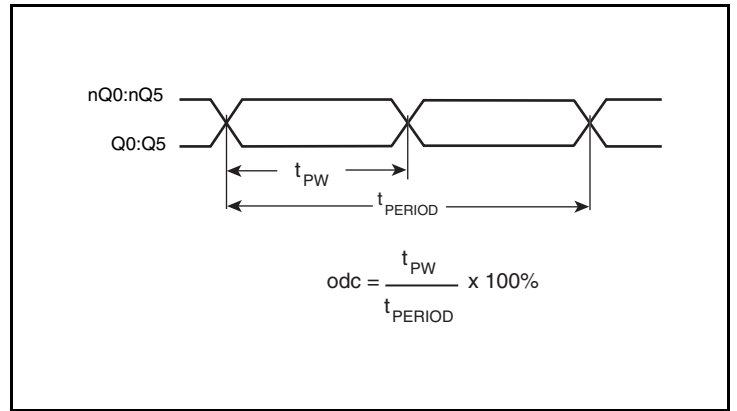 nQ0:nQ5
Q0:Q5
tPW
tPERIOD
odc = tPW / tPERIOD x 100%